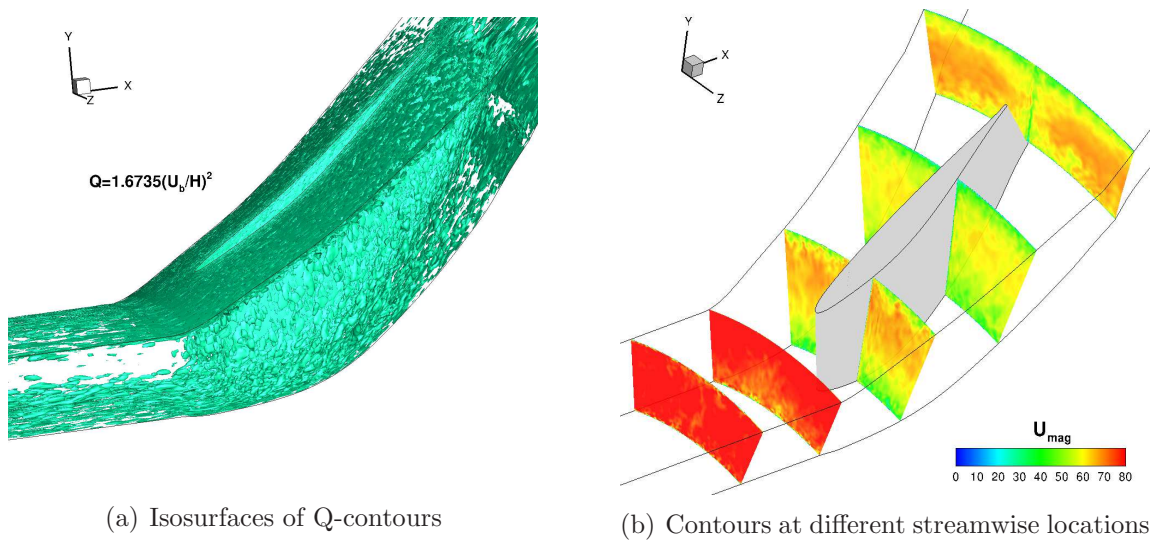 Y
X
Z
Q=1.6735(U_b/H)^2
(a) Isosurfaces of Q-contours
Y
X
Z
U_mag
0 10 20 30 40 50 60 70 80
(b) Contours at different streamwise locations